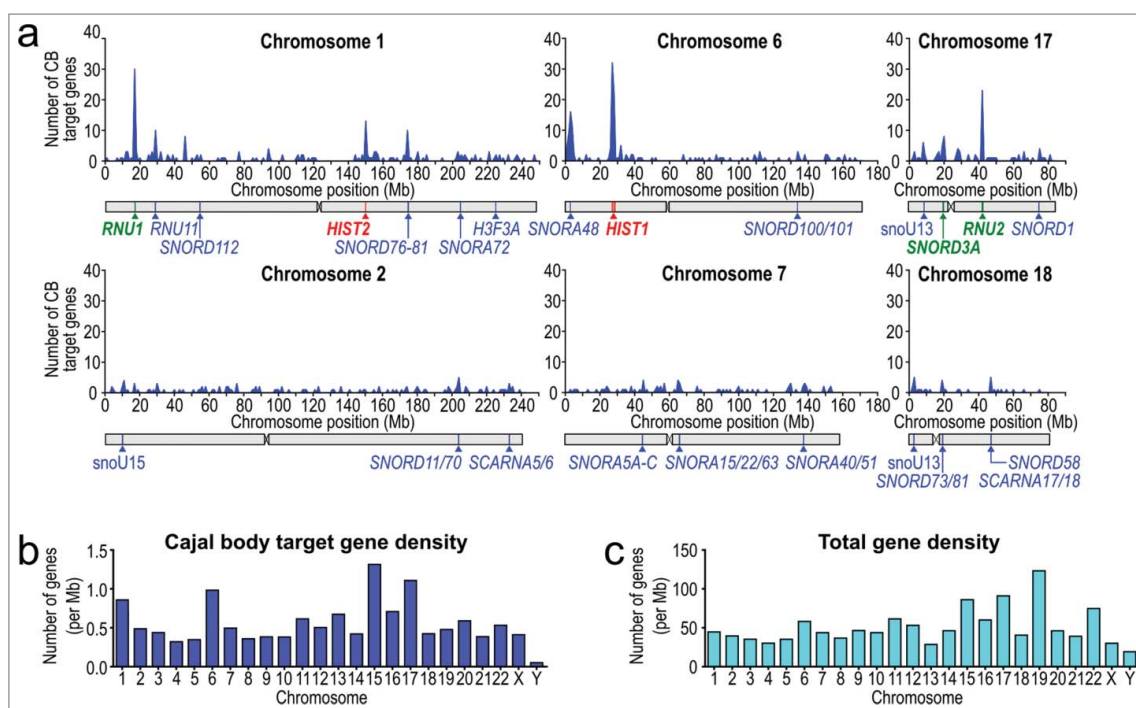 a
Chromosome 1
Chromosome 6
Chromosome 17
Number of CB
target genes
40
30
20
10
0
0 20 40 60 80 100 120 140 160 180 200 220 240
0 20 40 60 80 100 120 140 160 180
0 20 40 60 80
Chromosome position (Mb)
Chromosome position (Mb)
Chromosome position (Mb)
RNU1
RNU11
SNORD112
HIST2
SNORD76-81
SNORA72
H3F3A
SNORA48
HIST1
SNORD100/101
snoU13
SNORD3A
RNU2
SNORD1
Chromosome 2
Chromosome 7
Chromosome 18
Number of CB
target genes
40
30
20
10
0
40
30
20
10
0
40
30
20
10
0
0 20 40 60 80 100 120 140 160 180 200 220 240
0 20 40 60 80 100 120 140 160 180
0 20 40 60 80
Chromosome position (Mb)
Chromosome position (Mb)
Chromosome position (Mb)
snoU15
SNORD11/70
SCARNA5/6
SNORA5A-C
SNORA15/22/63
SNORA40/51
snoU13
SNORD73/81
SNORD58
SCARNA17/18
b
Cajal body target gene density
Number of genes
(per Mb)
1.5
1.0
0.5
0.0
1 2 3 4 5 6 7 8 9 10 11 12 13 14 15 16 17 18 19 20 21 22 X Y
Chromosome
c
Total gene density
Number of genes
(per Mb)
150
100
50
0
1 2 3 4 5 6 7 8 9 10 11 12 13 14 15 16 17 18 19 20 21 22 X Y
Chromosome